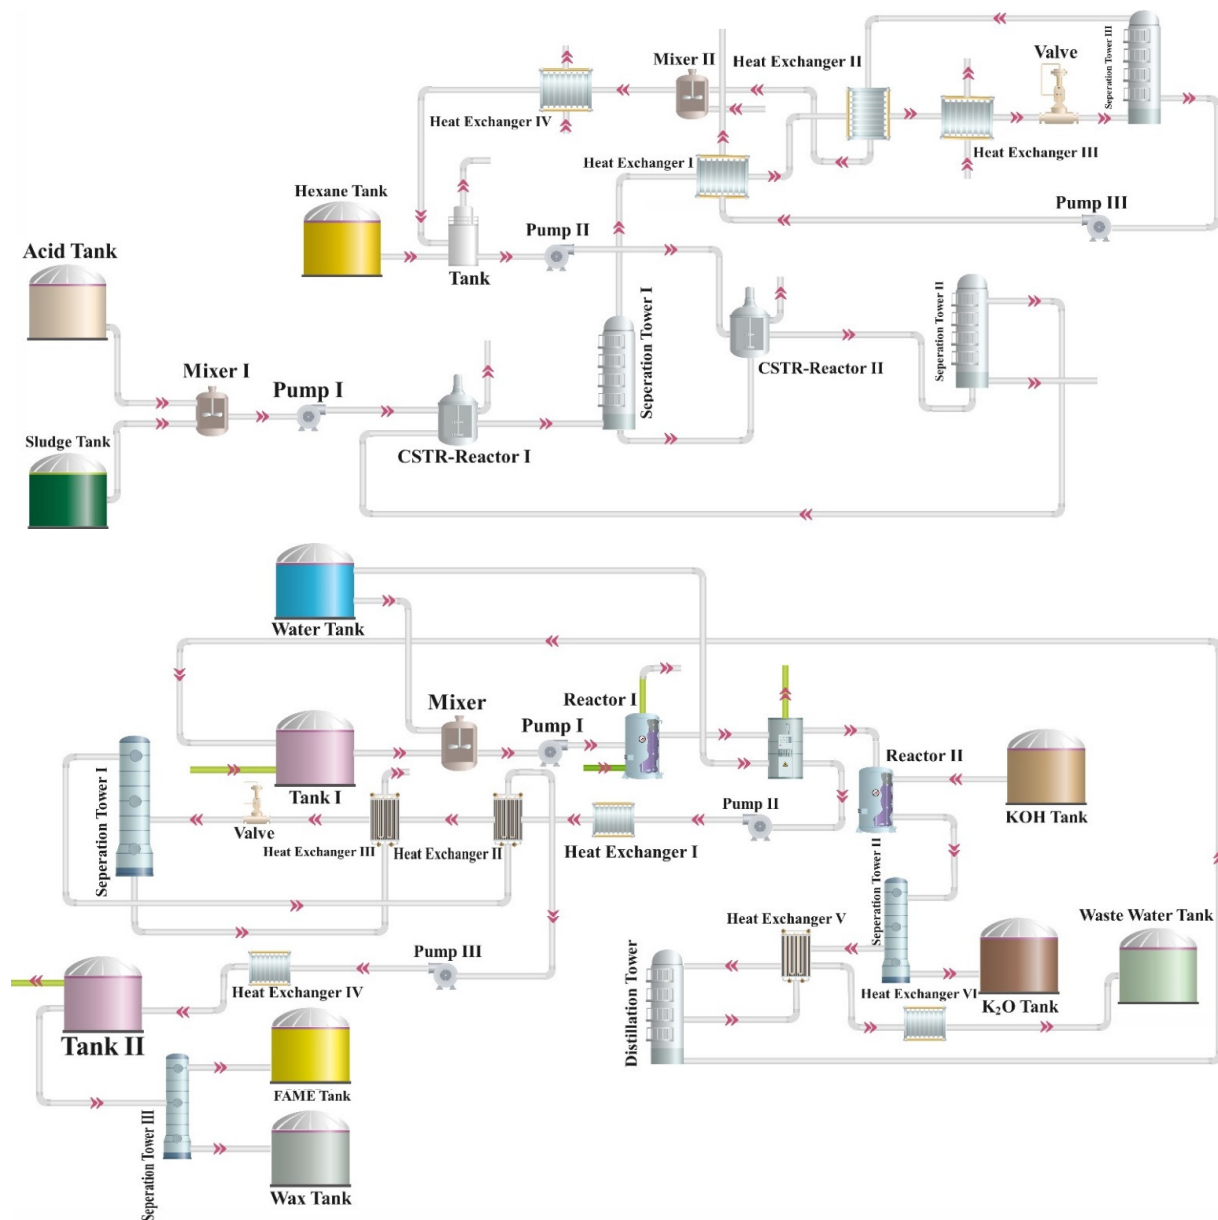 Seperation Tower III
Valve
Mixer II
Heat Exchanger II
Heat Exchanger IV
Heat Exchanger III
Heat Exchanger I
Hexane Tank
Pump III
Pump II
Acid Tank
Tank
Seperation Tower I
Seperation Tower II
CSTR-Reactor II
Mixer I
Pump I
Sludge Tank
CSTR-Reactor I
Water Tank
Mixer
Reactor I
Pump I
Reactor II
Seperation Tower I
Tank I
Valve
Heat Exchanger III
Heat Exchanger II
Heat Exchanger I
Pump II
KOH Tank
Seperation Tower II
Heat Exchanger V
Waste Water Tank
Pump III
Heat Exchanger IV
Distillation Tower
Heat Exchanger VI
K₂O Tank
Tank II
FAME Tank
Seperation Tower III
Wax Tank